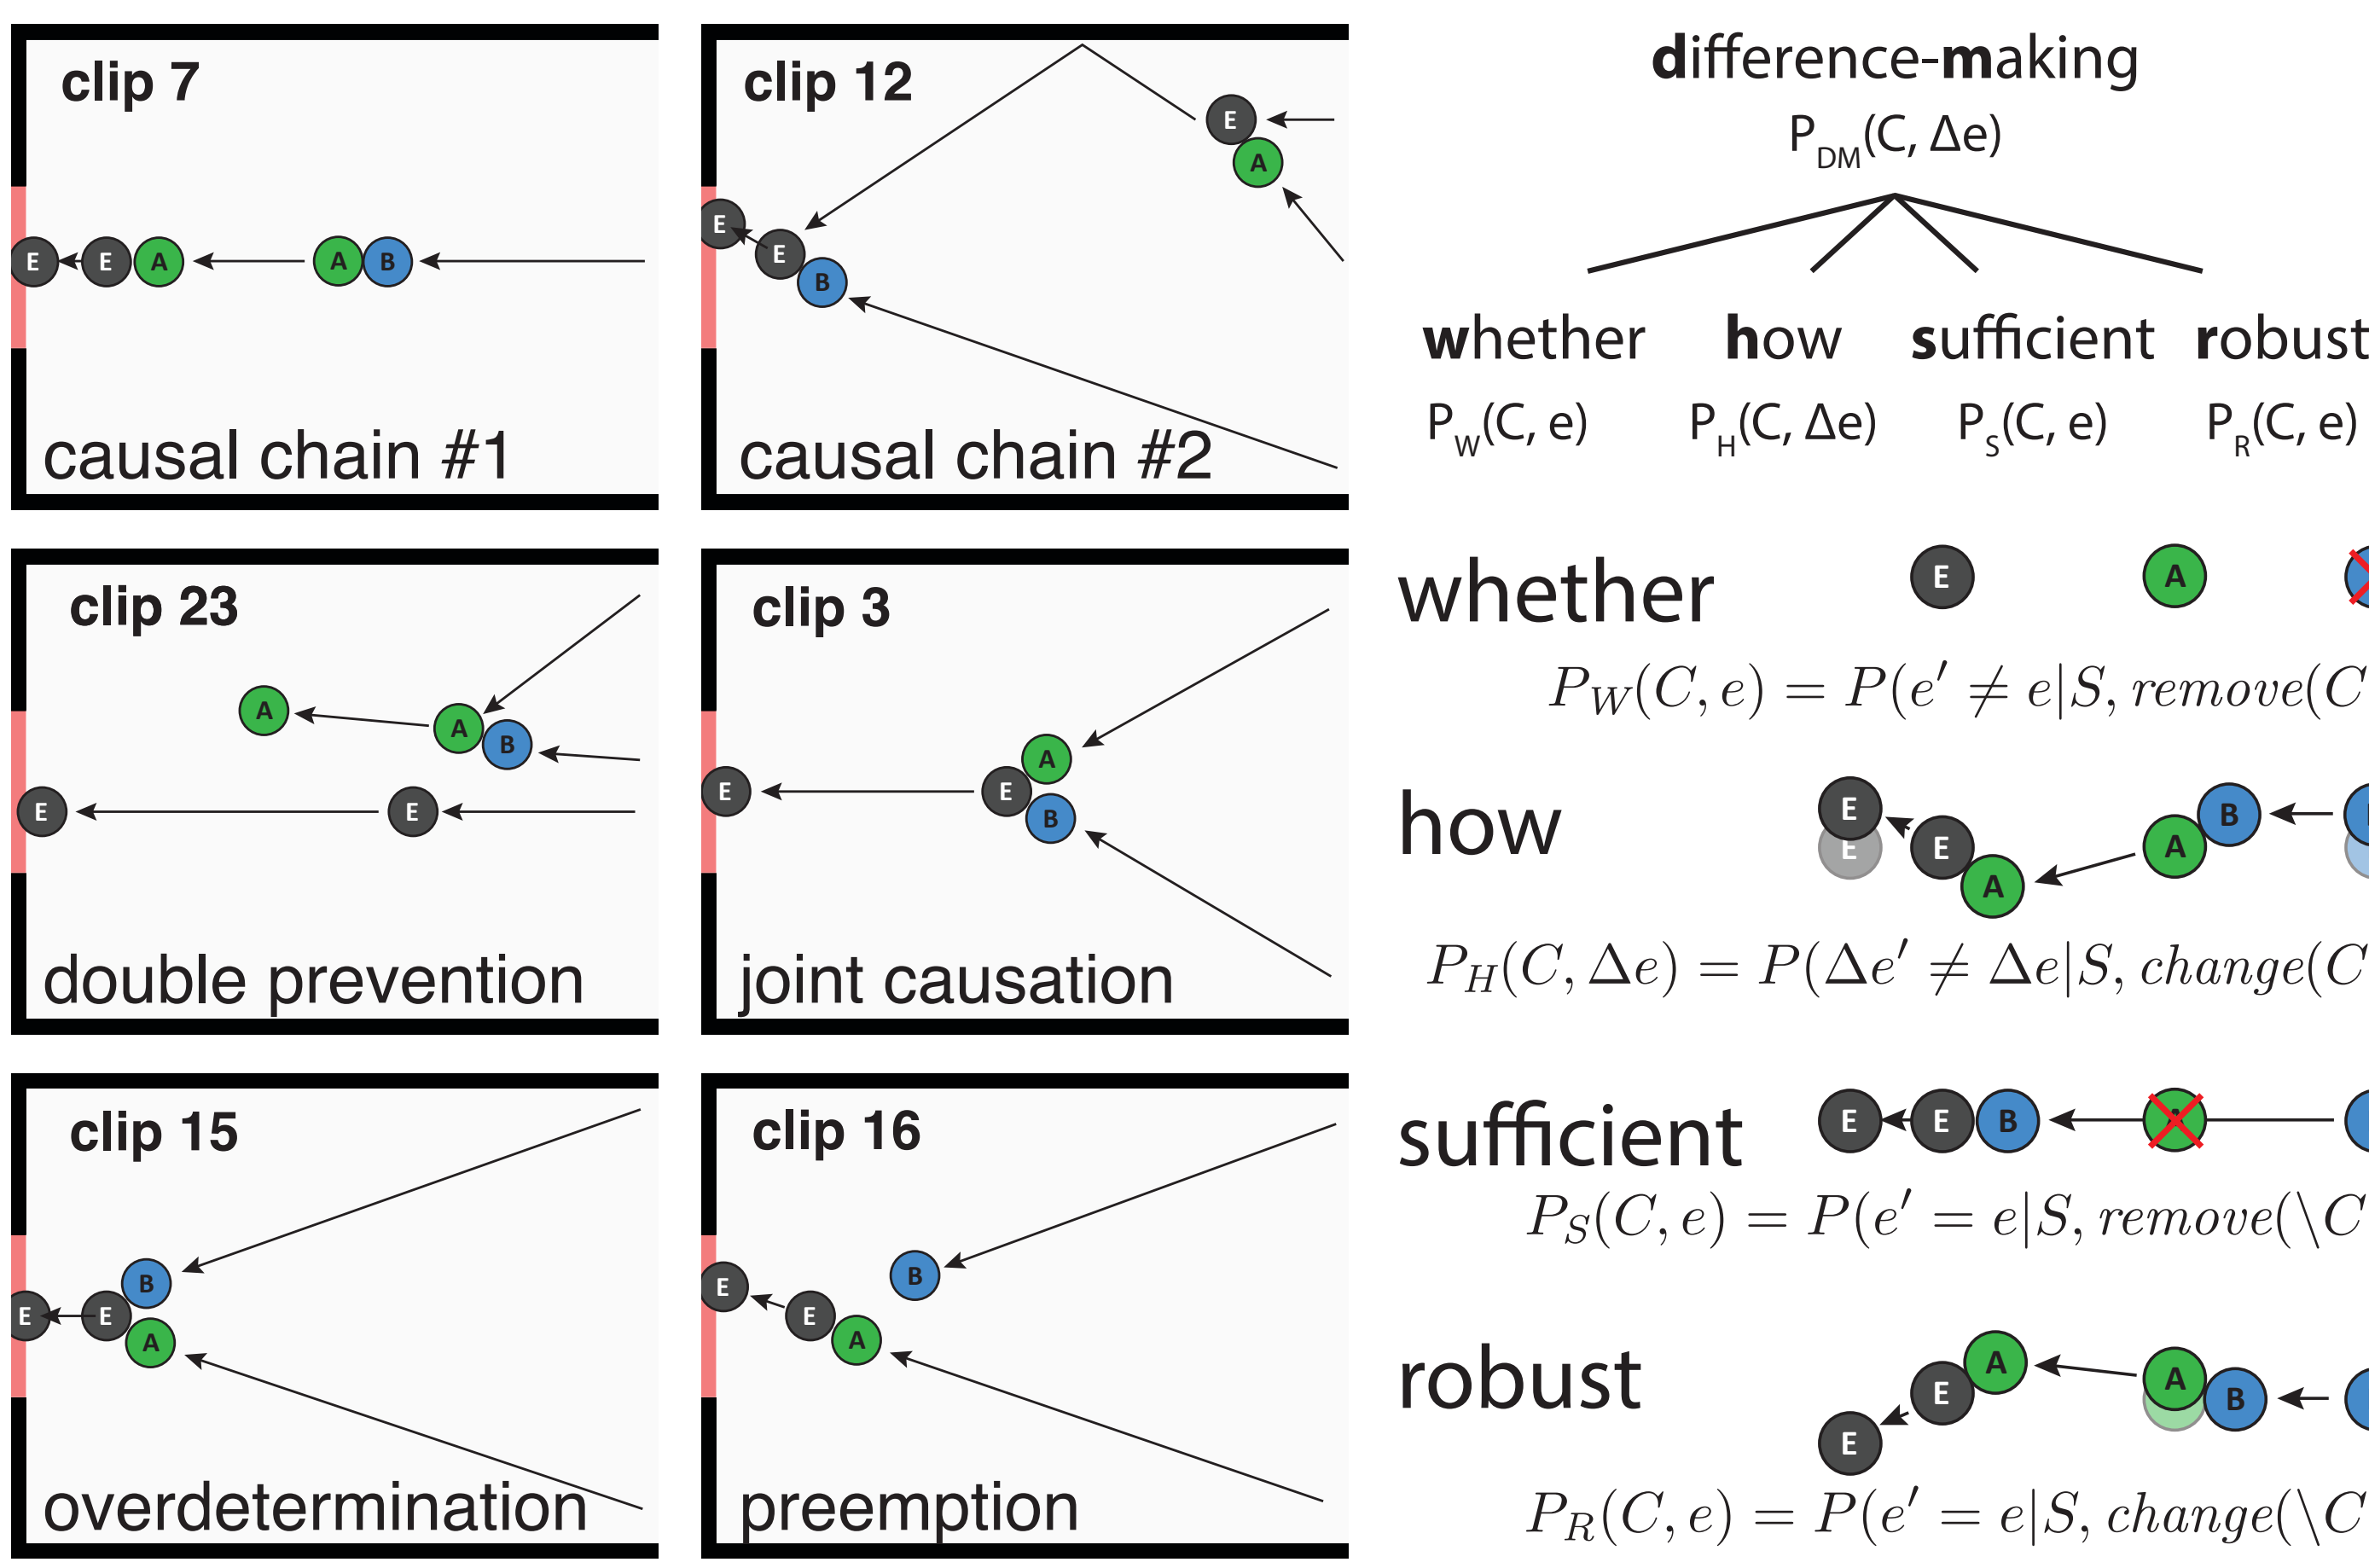 clip 7
E E A A B
causal chain #1
clip 12
E
A
E
E
B
causal chain #2
clip 23
A
A
B
E E
double prevention
clip 3
A
E E
B
joint causation
clip 15
B
E E
A
overdetermination
clip 16
B
E E
A
preemption
difference-making
P_DM(C, Δe)
whether how sufficient robust
P_W(C, e) P_H(C, Δe) P_S(C, e) P_R(C, e)
whether E A
P_W(C, e) = P(e′ ≠ e|S, remove(C
how
E E E A A B
P_H(C, Δe) = P(Δe′ ≠ Δe|S, change(C
sufficient E E B
P_S(C, e) = P(e′ = e|S, remove(\C
robust
E E A A B
P_R(C, e) = P(e′ = e|S, change(\C